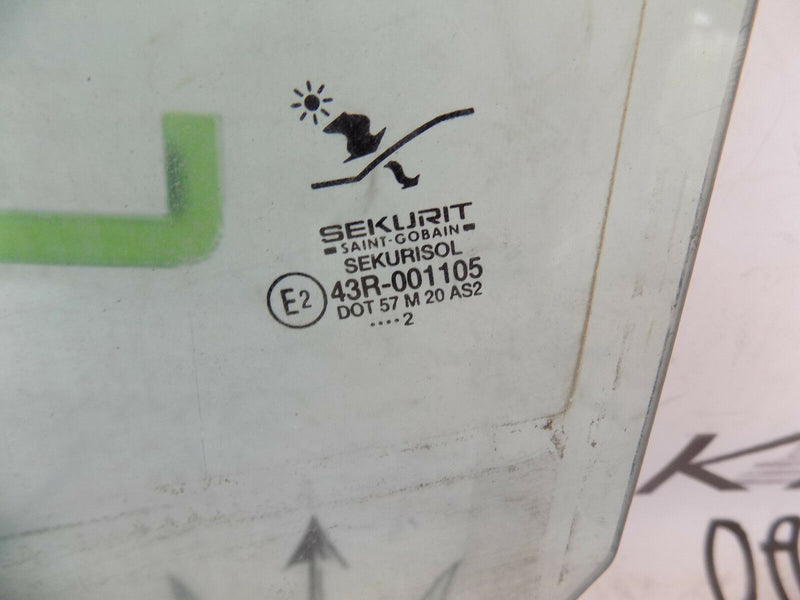 SEKURIT
SAINT-GOBAIN
SEKURISOL
E2 43R-001105
DOT 57 M 20 AS2
....2